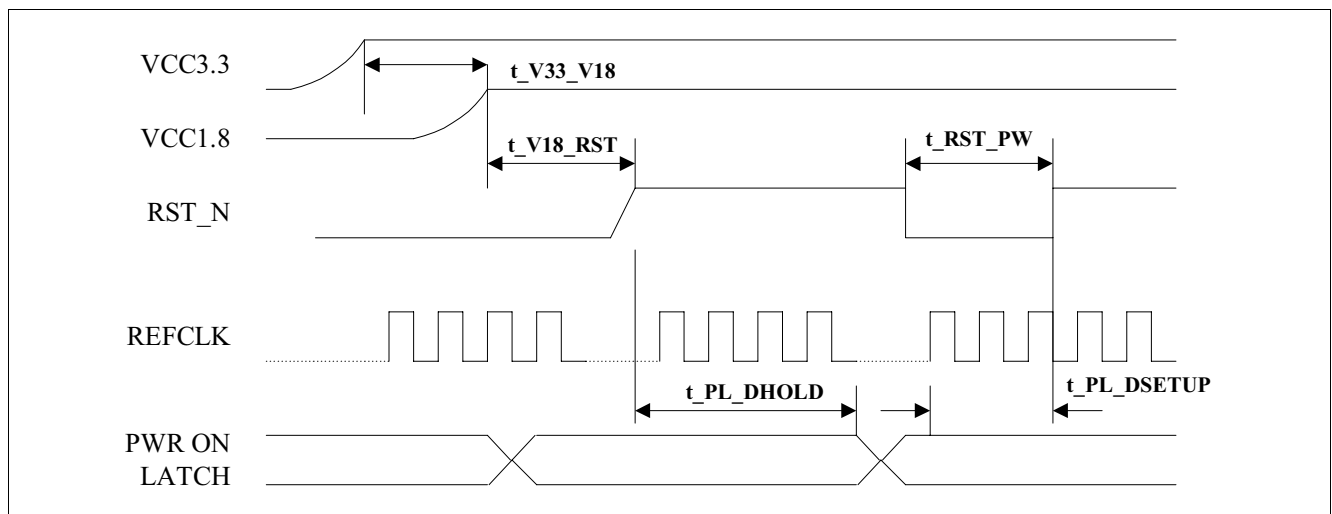 VCC3.3
t_V33_V18
VCC1.8
t_V18_RST
t_RST_PW
RST_N
REFCLK
t_PL_DHOLD
t_PL_DSETUP
PWR ON
LATCH